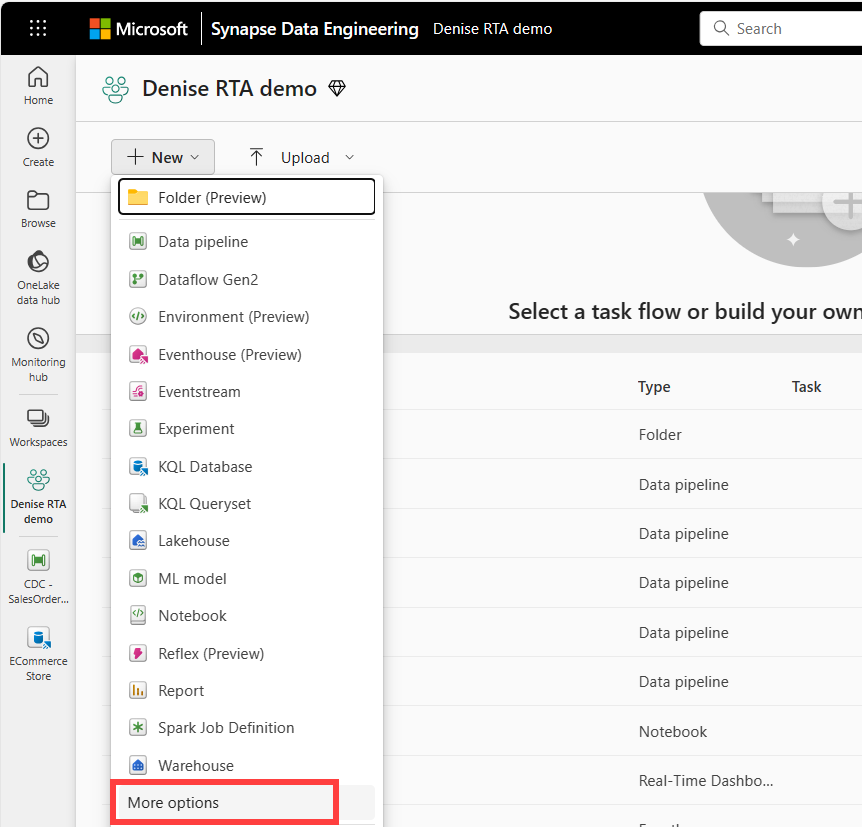 Microsoft Synapse Data Engineering Denise RTA demo Search
Home
Create
Browse
OneLake
data hub
Monitoring
hub
Workspaces
Denise RTA
demo
CDC -
SalesOrder...
ECommerce
Store
Denise RTA demo
New Upload
Folder (Preview)
Data pipeline
Dataflow Gen2
Environment (Preview)
Eventhouse (Preview)
Eventstream
Experiment
KQL Database
KQL Queryset
Lakehouse
ML model
Notebook
Reflex (Preview)
Report
Spark Job Definition
Warehouse
More options
Select a task flow or build your own
Type Task
Folder
Data pipeline
Data pipeline
Data pipeline
Data pipeline
Data pipeline
Notebook
Real-Time Dashbo...